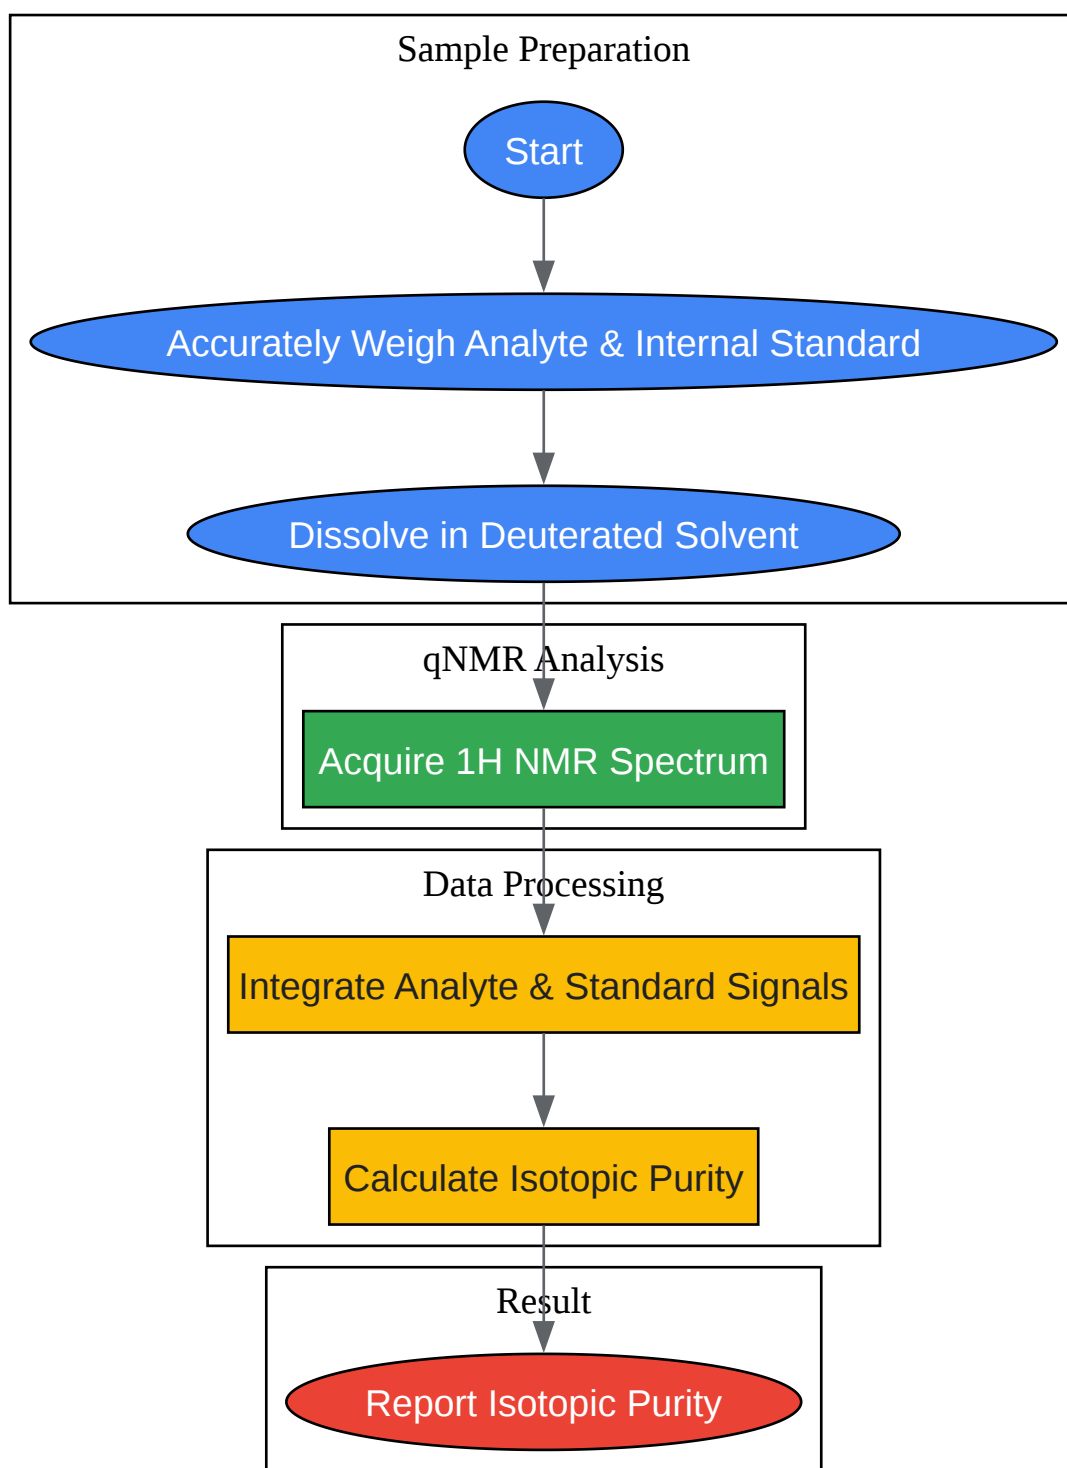 Sample Preparation
Start
Accurately Weigh Analyte & Internal Standard
Dissolve in Deuterated Solvent
qNMR Analysis
Acquire 1H NMR Spectrum
Data Processing
Integrate Analyte & Standard Signals
Calculate Isotopic Purity
Result
Report Isotopic Purity